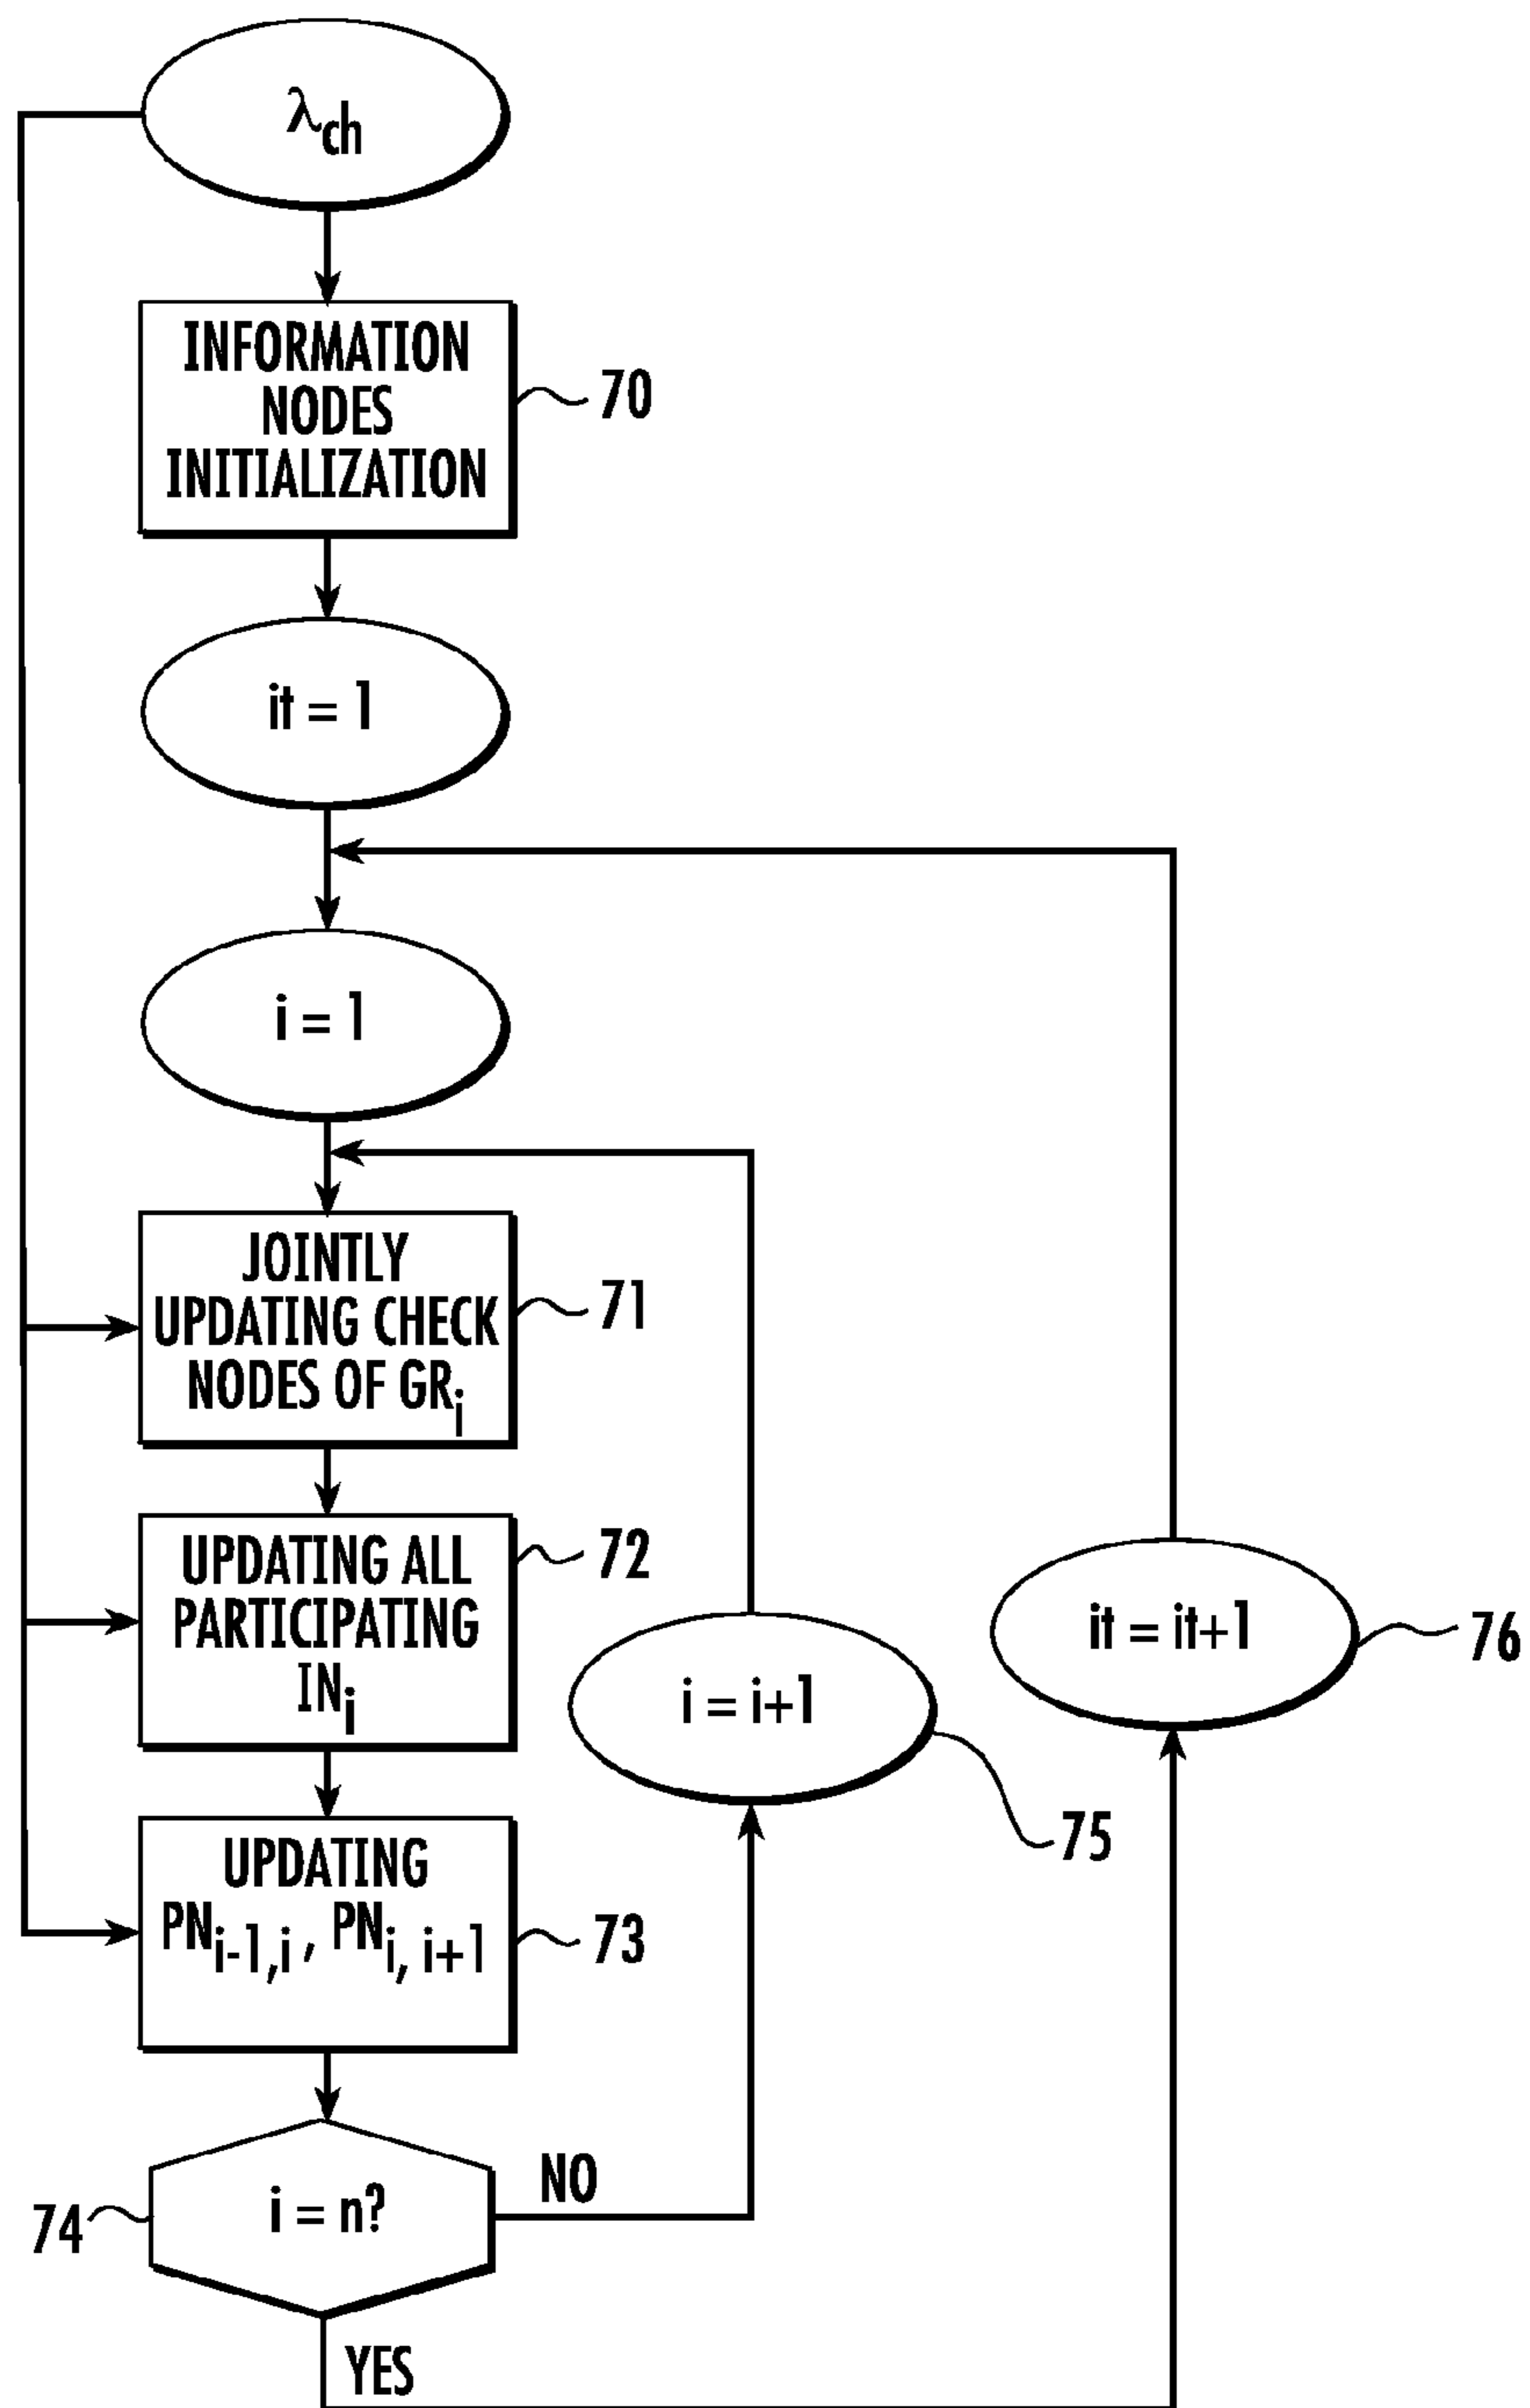 λch
INFORMATION
NODES
INITIALIZATION
70
it = 1
i = 1
JOINTLY
UPDATING CHECK
NODES OF GRi
71
UPDATING ALL
PARTICIPATING
INi
72
i = i+1
75
it = it+1
76
UPDATING
PNi-1,i, PNi, i+1
73
i = n?
74
NO
YES